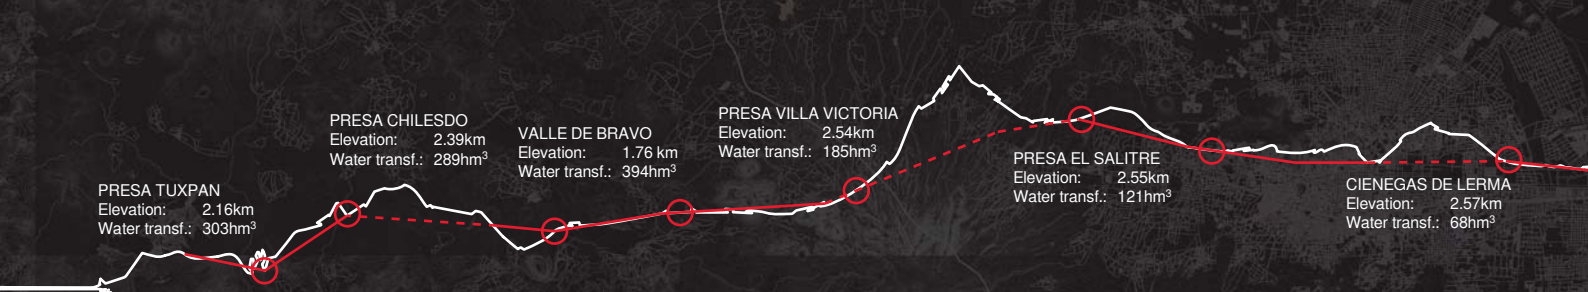 PRESA TUXPAN
Elevation: 2.16km
Water transf.: 303hm³
PRESA CHILESDO
Elevation: 2.39km
Water transf.: 289hm³
VALLE DE BRAVO
Elevation: 1.76 km
Water transf.: 394hm³
PRESA VILLA VICTORIA
Elevation: 2.54km
Water transf.: 185hm³
PRESA EL SALITRE
Elevation: 2.55km
Water transf.: 121hm³
CIENEGAS DE LERMA
Elevation: 2.57km
Water transf.: 68hm³